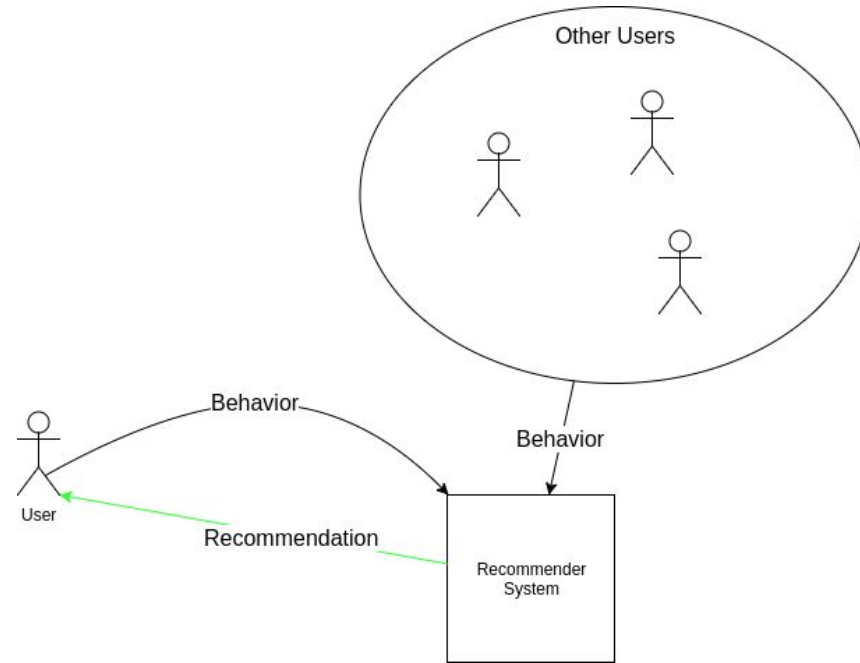 Other Users
Behavior
Behavior
User
Recommendation
Recommender
System